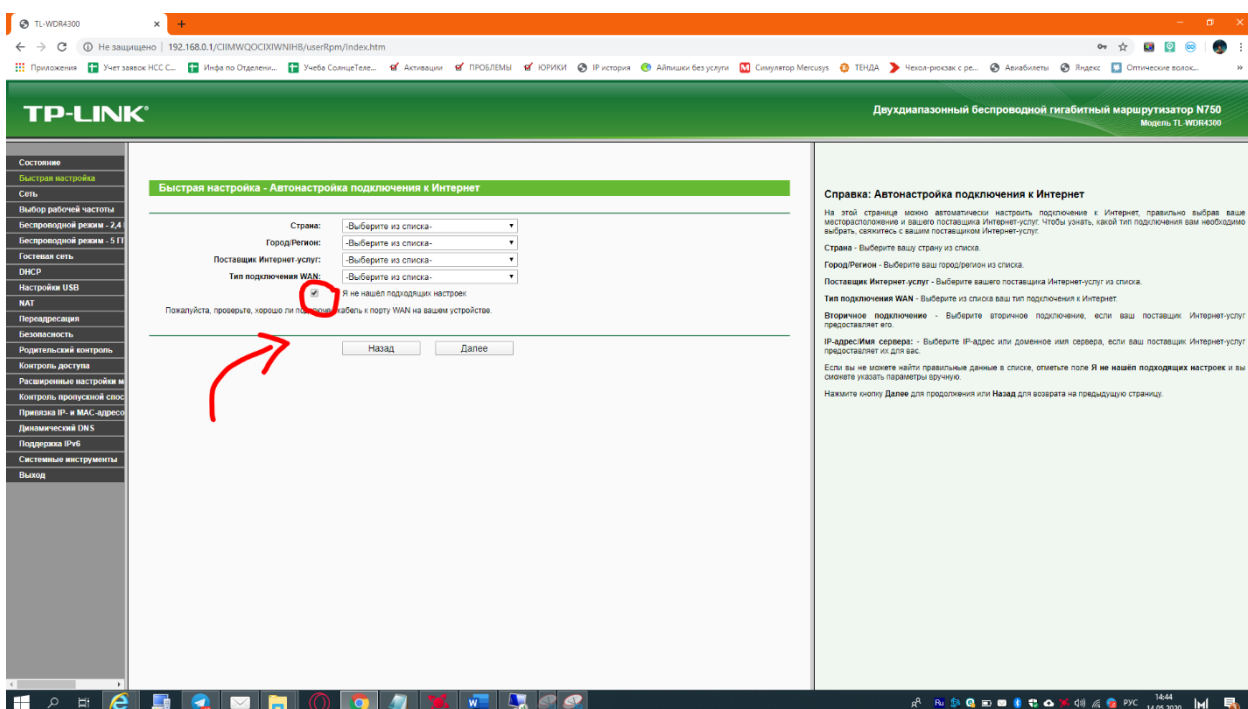 TL-WDR4300
Не защищено | 192.168.0.1/CIIMWQOCIXIWNIHB/userRpm/Index.htm
Приложения Учет заявок НСС С... Инфа по Отделени... Учеба СолнцеТеле... Активации ПРОБЛЕМЫ ЮРИКИ IP история Айпишки без услуги Симулятор Mercusys ТЕНДА Чехол-рюкзак с ре... Авиабилеты Яндекс Оптические волок... »
TP-LINK®
Двухдиапазонный беспроводной гигабитный маршрутизатор N750
Модель TL-WDR4300
Состояние
Быстрая настройка
Сеть
Выбор рабочей частоты
Беспроводной режим - 2,4
Беспроводной режим - 5 ГГ
Гостевая сеть
DHCP
Настройки USB
NAT
Переадресация
Безопасность
Родительский контроль
Контроль доступа
Расширенные настройки м
Контроль пропускной спос
Привязка IP- и MAC-адресо
Динамический DNS
Поддержка IPv6
Системные инструменты
Выход
Быстрая настройка - Автонастройка подключения к Интернет
Страна: -Выберите из списка-
Город/Регион: -Выберите из списка-
Поставщик Интернет-услуг: -Выберите из списка-
Тип подключения WAN: -Выберите из списка-
Я не нашёл подходящих настроек
Пожалуйста, проверьте, хорошо ли кабель к порту WAN на вашем устройстве.
Назад Далее
Справка: Автонастройка подключения к Интернет
На этой странице можно автоматически настроить подключение к Интернет, правильно выбрав ваше
месторасположение и вашего поставщика Интернет-услуг. Чтобы узнать, какой тип подключения вам необходимо
выбрать, свяжитесь с вашим поставщиком Интернет-услуг.
Страна - Выберите вашу страну из списка.
Город/Регион - Выберите ваш город/регион из списка.
Поставщик Интернет-услуг - Выберите вашего поставщика Интернет-услуг из списка.
Тип подключения WAN - Выберите из списка ваш тип подключения к Интернет.
Вторичное подключение - Выберите вторичное подключение, если ваш поставщик Интернет-услуг
предоставляет его.
IP-адрес/Имя сервера: - Выберите IP-адрес или доменное имя сервера, если ваш поставщик Интернет-услуг
предоставляет их для вас.
Если вы не можете найти правильные данные в списке, отметьте поле Я не нашёл подходящих настроек и вы
сможете указать параметры вручную.
Нажмите кнопку Далее для продолжения или Назад для возврата на предыдущую страницу.
РУС 14:44
14.05.2020